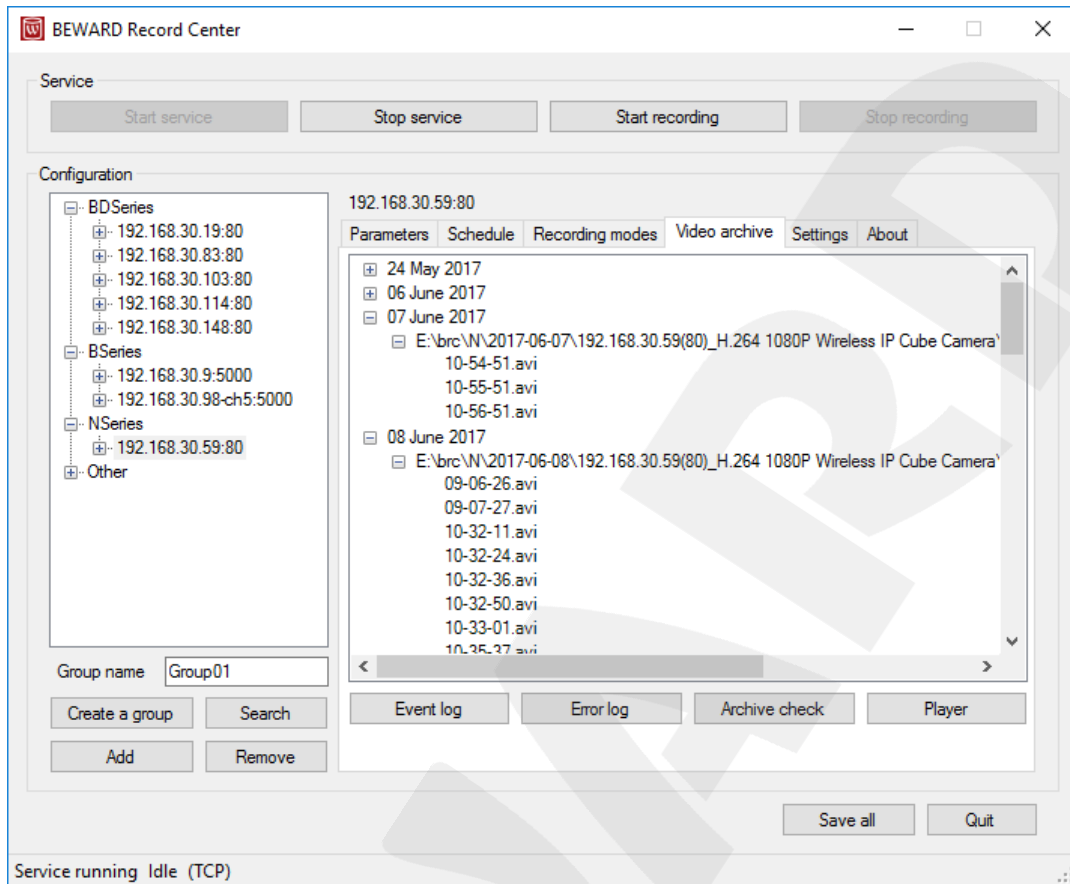 BEWARD Record Center
Service
Start service Stop service Start recording Stop recording
Configuration
BDSeries
192.168.30.19:80
192.168.30.83:80
192.168.30.103:80
192.168.30.114:80
192.168.30.148:80
BSeries
192.168.30.9:5000
192.168.30.98-ch5:5000
NSeries
192.168.30.59:80
Other
Group name Group01
Create a group Search
Add Remove
192.168.30.59:80
Parameters Schedule Recording modes Video archive Settings About
24 May 2017
06 June 2017
07 June 2017
E:\brc\N\2017-06-07\192.168.30.59(80)_H.264 1080P Wireless IP Cube Camera\
10-54-51.avi
10-55-51.avi
10-56-51.avi
08 June 2017
E:\brc\N\2017-06-08\192.168.30.59(80)_H.264 1080P Wireless IP Cube Camera\
09-06-26.avi
09-07-27.avi
10-32-11.avi
10-32-24.avi
10-32-36.avi
10-32-50.avi
10-33-01.avi
10-35-37.avi
Event log Error log Archive check Player
Save all Quit
Service running Idle (TCP)